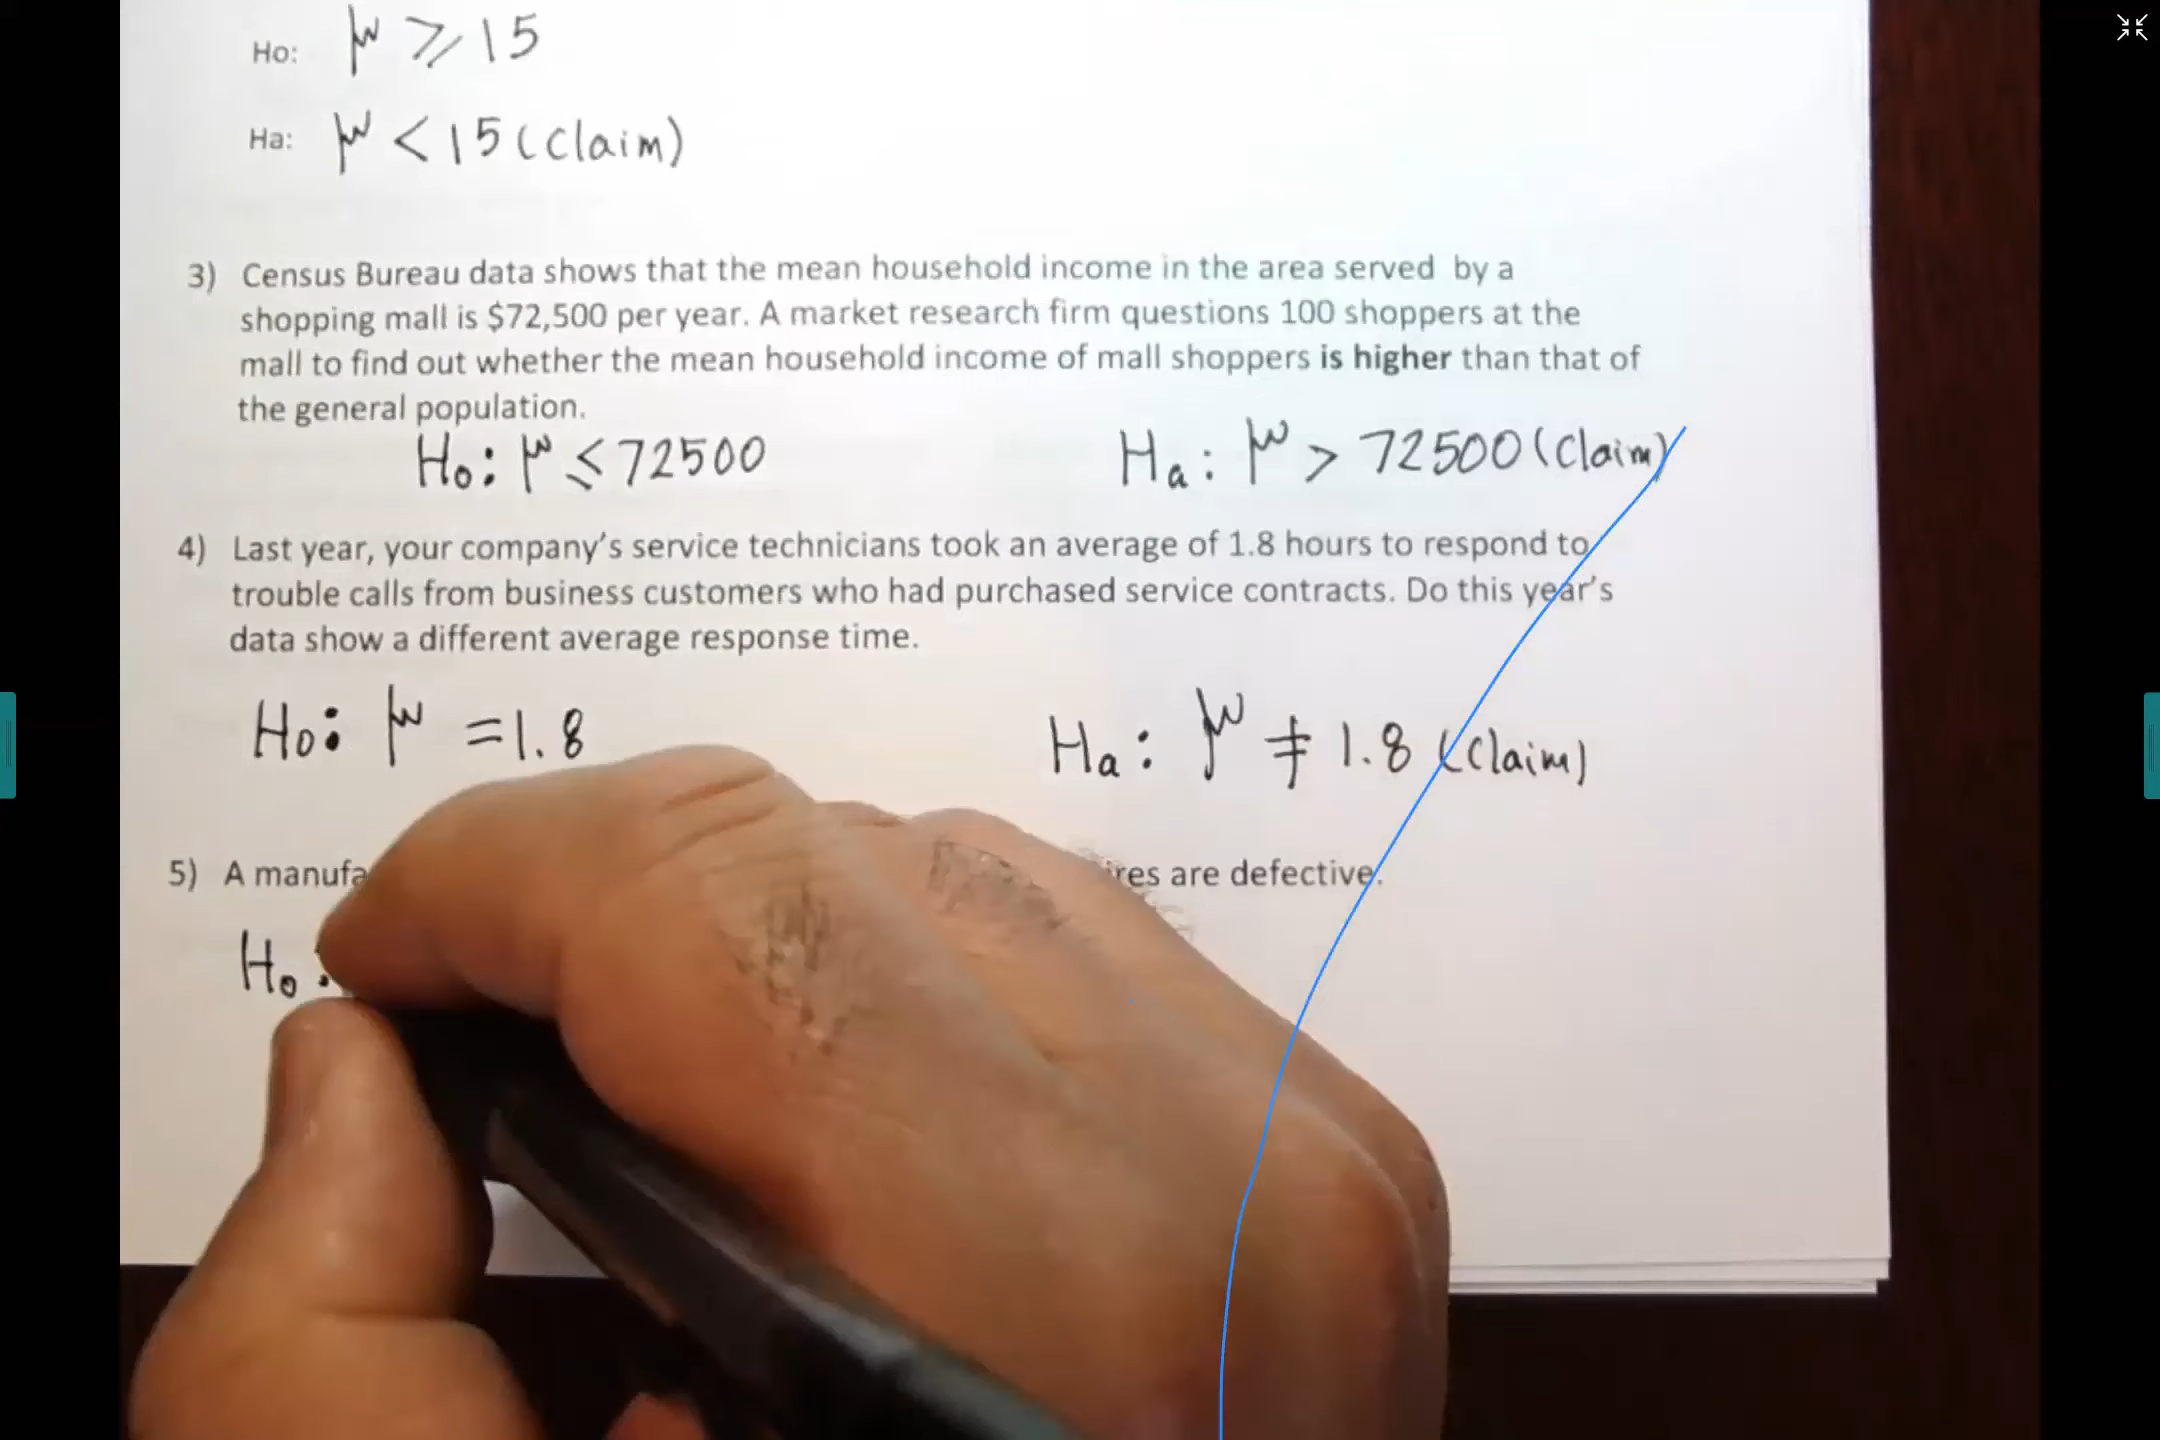 Ho: μ ⩾ 15
Ha: μ < 15 (Claim)
3) Census Bureau data shows that the mean household income in the area served by a
shopping mall is $72,500 per year. A market research firm questions 100 shoppers at the
mall to find out whether the mean household income of mall shoppers is higher than that of
the general population.
Ho: μ ⩽ 72500 Ha: μ > 72500 (Claim)
4) Last year, your company's service technicians took an average of 1.8 hours to respond to
trouble calls from business customers who had purchased service contracts. Do this year's
data show a different average response time.
Ho: μ = 1.8 Ha: μ ≠ 1.8 (Claim)
5) A are defective.
Ho: